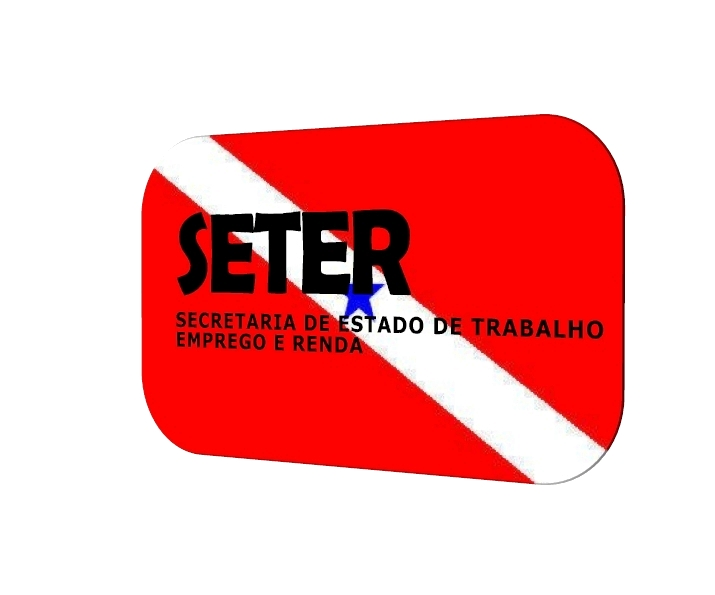 SETER
SECRETARIA DE ESTADO DE TRABALHO
EMPREGO E RENDA